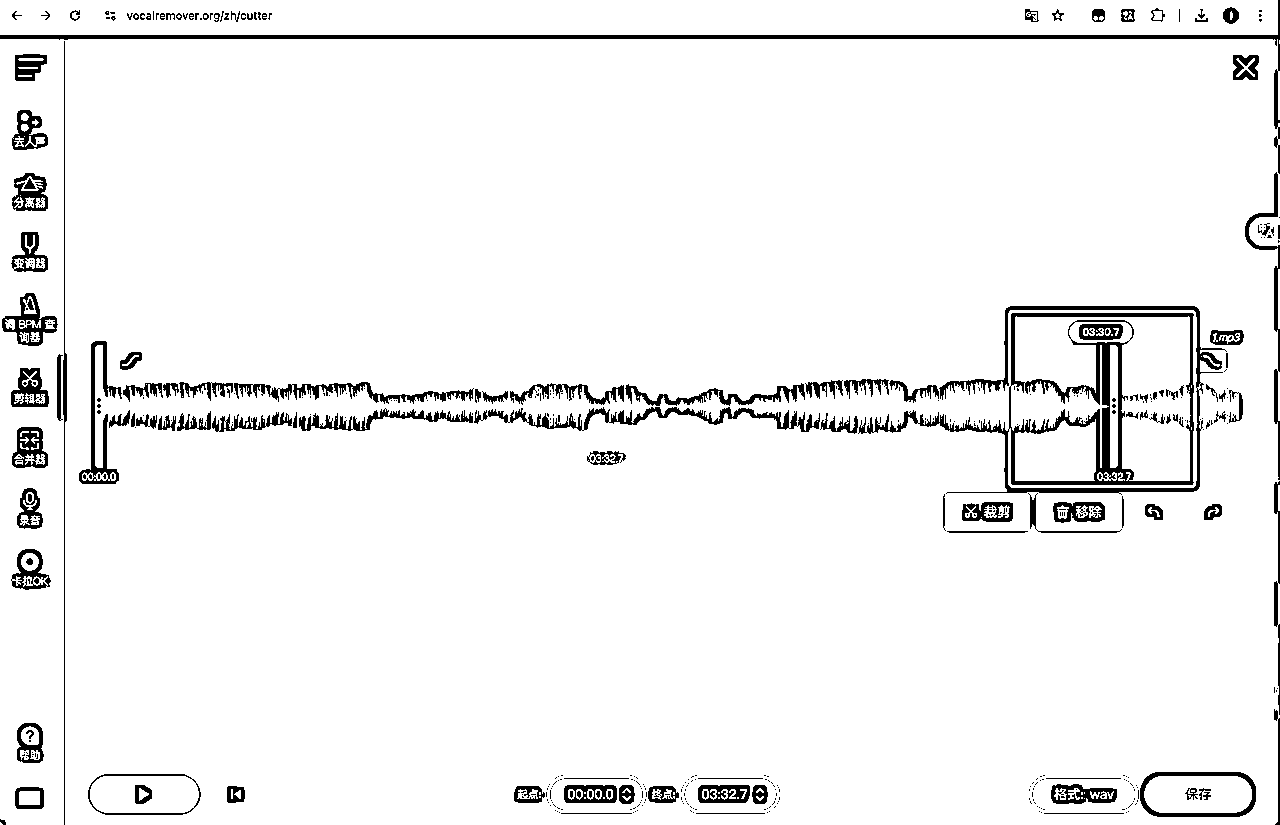 vocalremover.org/zh/cutter
去人声
分离器
变调器
调 BPM 查
询器
剪辑器
合并器
录音
卡拉OK
帮助
03:30.7
1.mp3
00:00.0
03:32.7
03:32.7
裁剪
移除
起点:
00:00.0
终点:
03:32.7
格式: wav
保存